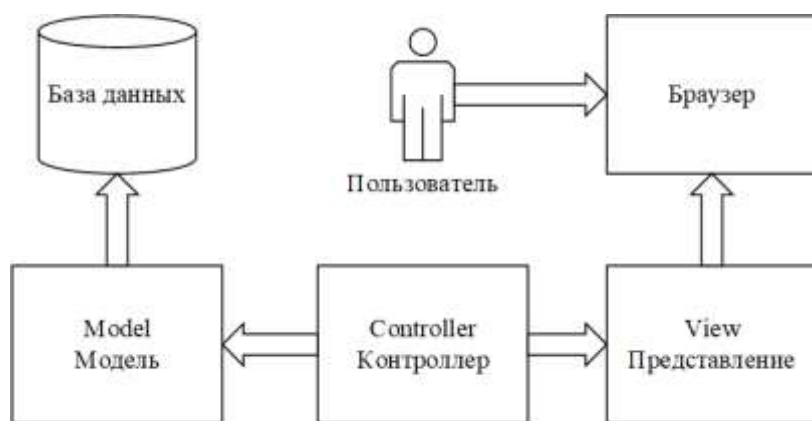 База данных
Браузер
Пользователь
Model
Модель
Controller
Контроллер
View
Представление